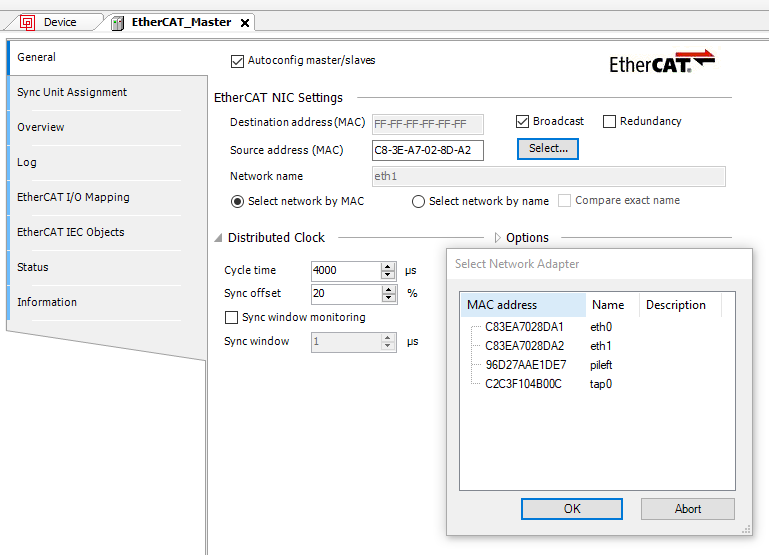 Device EtherCAT_Master
General
Sync Unit Assignment
Overview
Log
EtherCAT I/O Mapping
EtherCAT IEC Objects
Status
Information
Autoconfig master/slaves
EtherCAT®
EtherCAT NIC Settings
Destination address (MAC) FF-FF-FF-FF-FF-FF Broadcast Redundancy
Source address (MAC) C8-3E-A7-02-8D-A2 Select...
Network name eth1
Select network by MAC Select network by name Compare exact name
Distributed Clock Options
Cycle time 4000 µs
Sync offset 20 %
Sync window monitoring
Sync window 1 µs
Select Network Adapter
MAC address Name Description
C83EA7028DA1 eth0
C83EA7028DA2 eth1
96D27AAE1DE7 pileft
C2C3F104B00C tap0
OK Abort